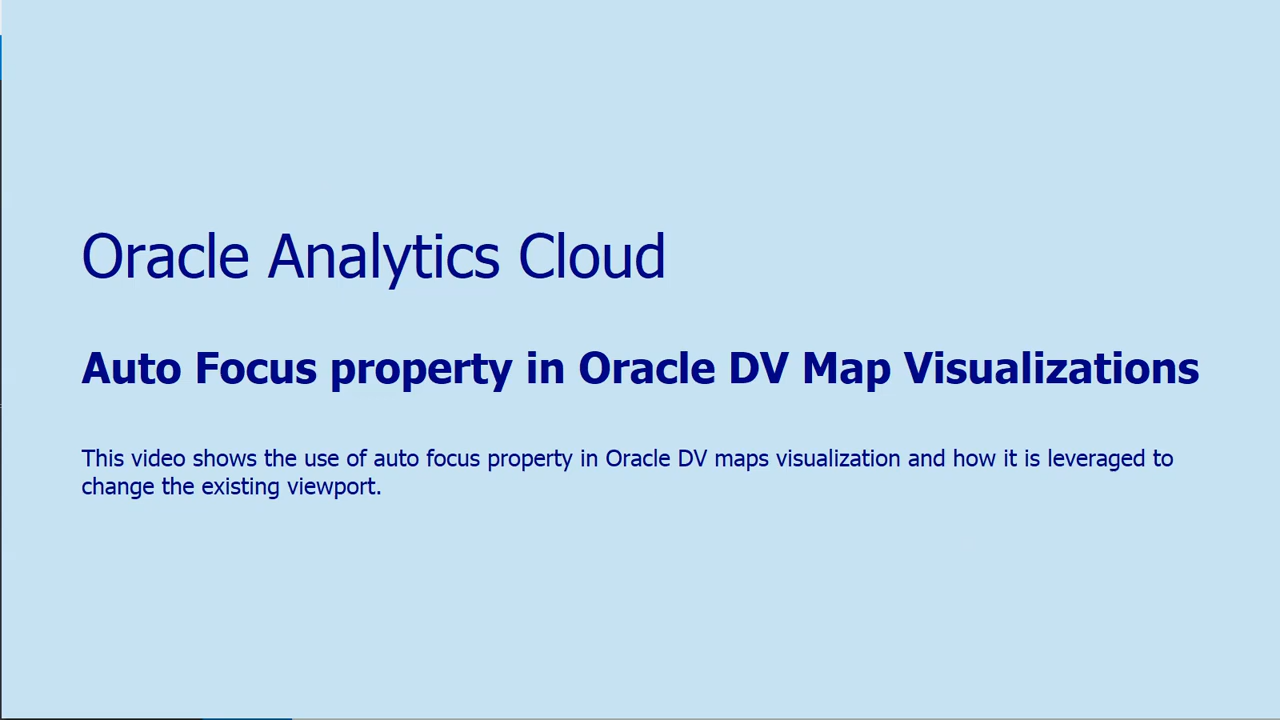 Oracle Analytics Cloud
Auto Focus property in Oracle DV Map Visualizations
This video shows the use of auto focus property in Oracle DV maps visualization and how it is leveraged to
change the existing viewport.